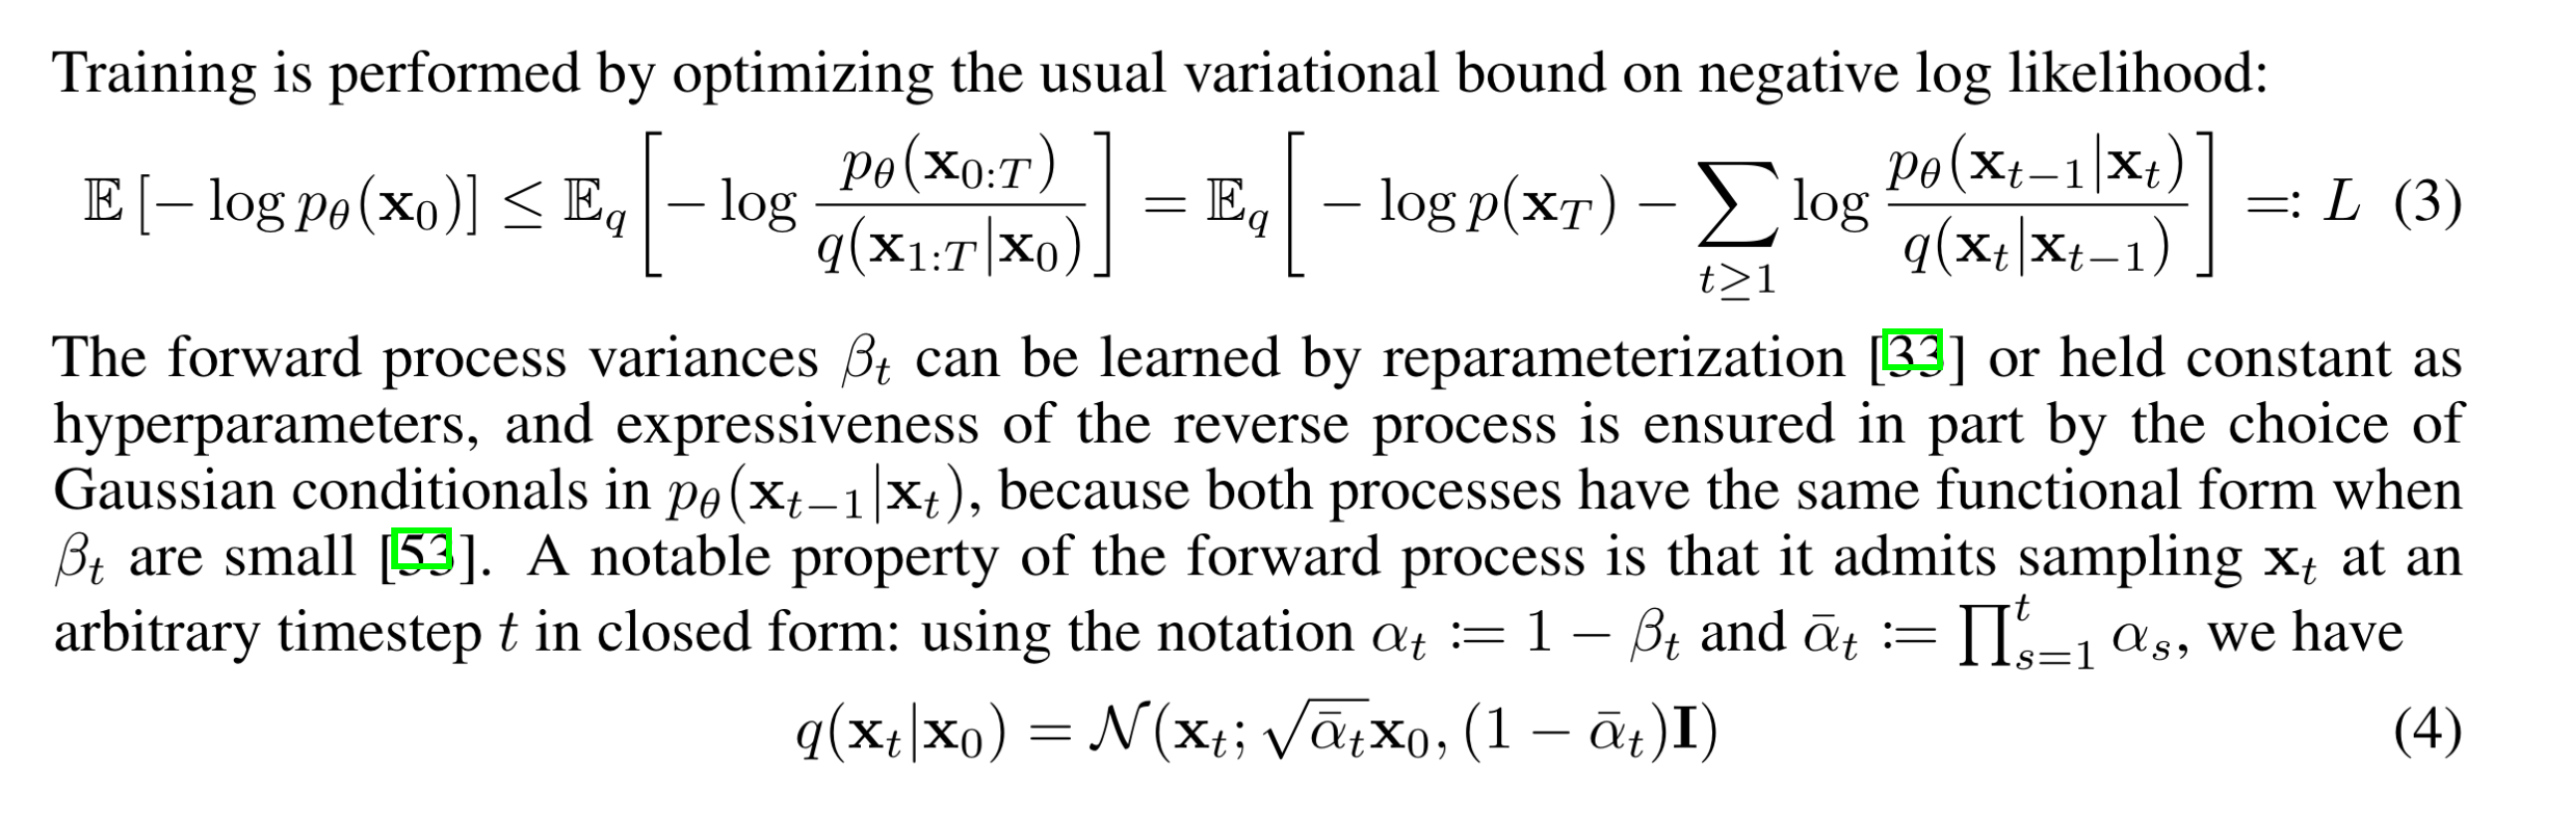 Training is performed by optimizing the usual variational bound on negative log likelihood:
$\mathbb{E}\left[-\log p_\theta(\mathbf{x}_0)\right] \leq \mathbb{E}_q\left[-\log \frac{p_\theta(\mathbf{x}_{0:T})}{q(\mathbf{x}_{1:T}|\mathbf{x}_0)}\right] = \mathbb{E}_q\left[-\log p(\mathbf{x}_T) - \sum_{t \geq 1} \log \frac{p_\theta(\mathbf{x}_{t-1}|\mathbf{x}_t)}{q(\mathbf{x}_t|\mathbf{x}_{t-1})}\right] =: L$ (3)
The forward process variances $\beta_t$ can be learned by reparameterization [33] or held constant as
hyperparameters, and expressiveness of the reverse process is ensured in part by the choice of
Gaussian conditionals in $p_\theta(\mathbf{x}_{t-1}|\mathbf{x}_t)$, because both processes have the same functional form when
$\beta_t$ are small [53]. A notable property of the forward process is that it admits sampling $\mathbf{x}_t$ at an
arbitrary timestep $t$ in closed form: using the notation $\alpha_t := 1 - \beta_t$ and $\bar{\alpha}_t := \prod_{s=1}^{t} \alpha_s$, we have
$q(\mathbf{x}_t|\mathbf{x}_0) = \mathcal{N}(\mathbf{x}_t; \sqrt{\bar{\alpha}_t}\mathbf{x}_0, (1 - \bar{\alpha}_t)\mathbf{I})$ (4)